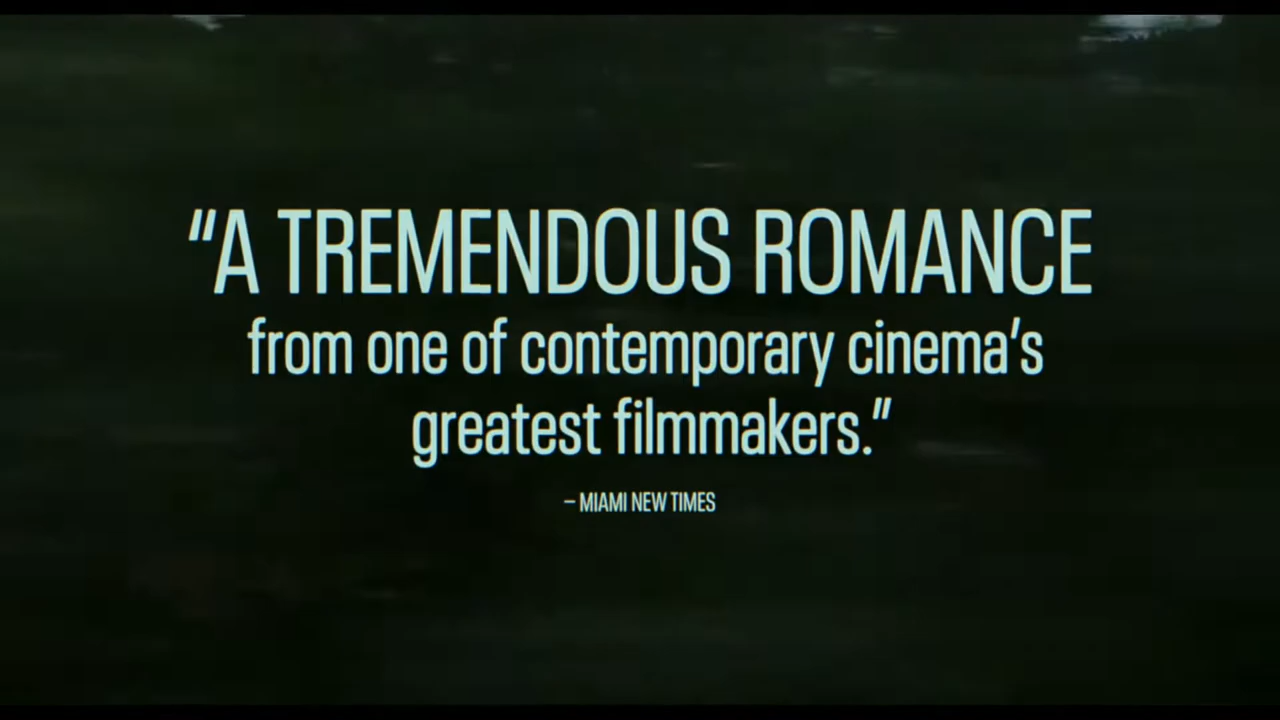 "A TREMENDOUS ROMANCE
from one of contemporary cinema's
greatest filmmakers."
– MIAMI NEW TIMES